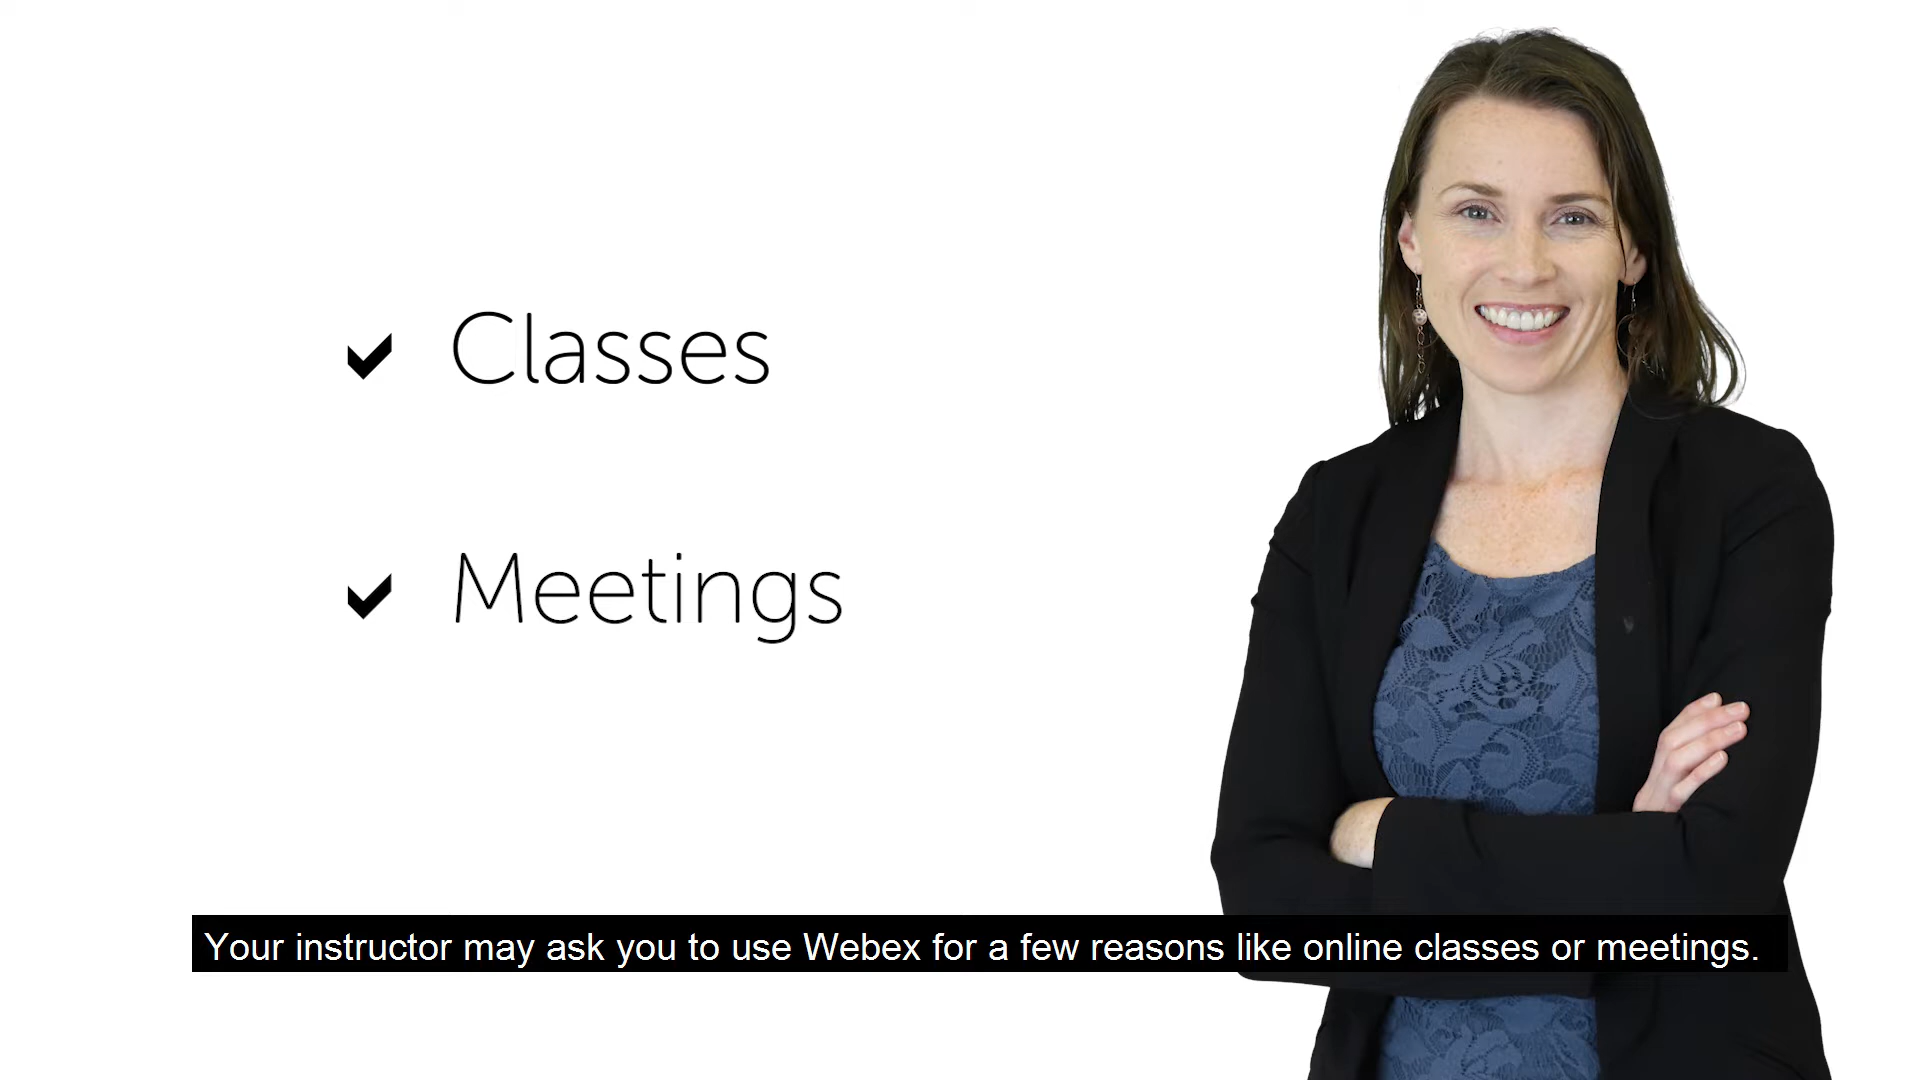 Classes
Meetings
Your instructor may ask you to use Webex for a few reasons like online classes or meetings.